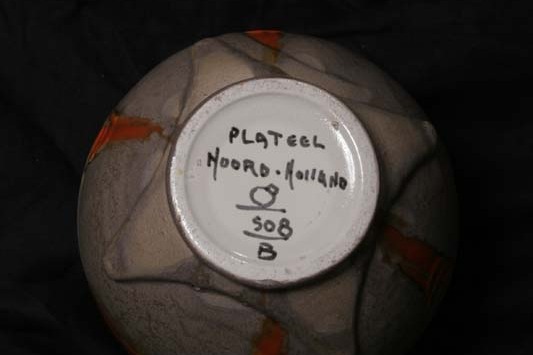 PLATEEL
NOORD-HOLLAND
508
B